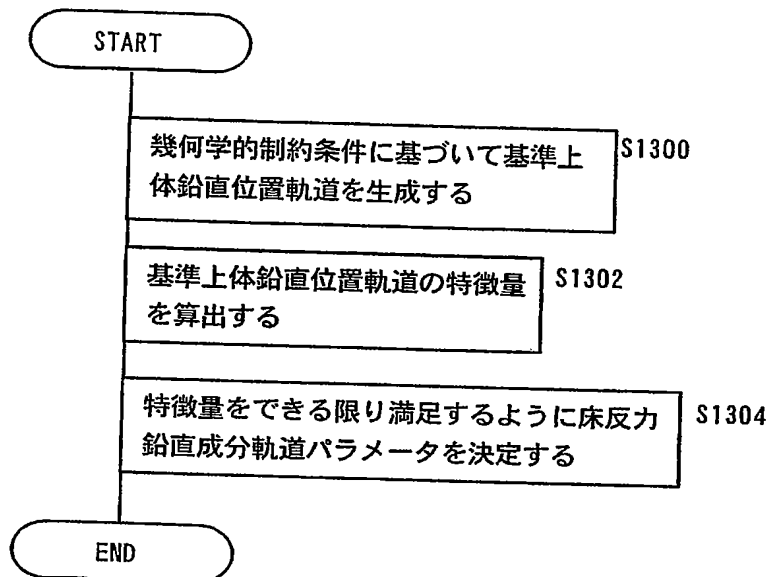 START
幾何学的制約条件に基づいて基準上
体鉛直位置軌道を生成する
S1300
基準上体鉛直位置軌道の特徴量
を算出する
S1302
特徴量をできる限り満足するように床反力
鉛直成分軌道パラメータを決定する
S1304
END